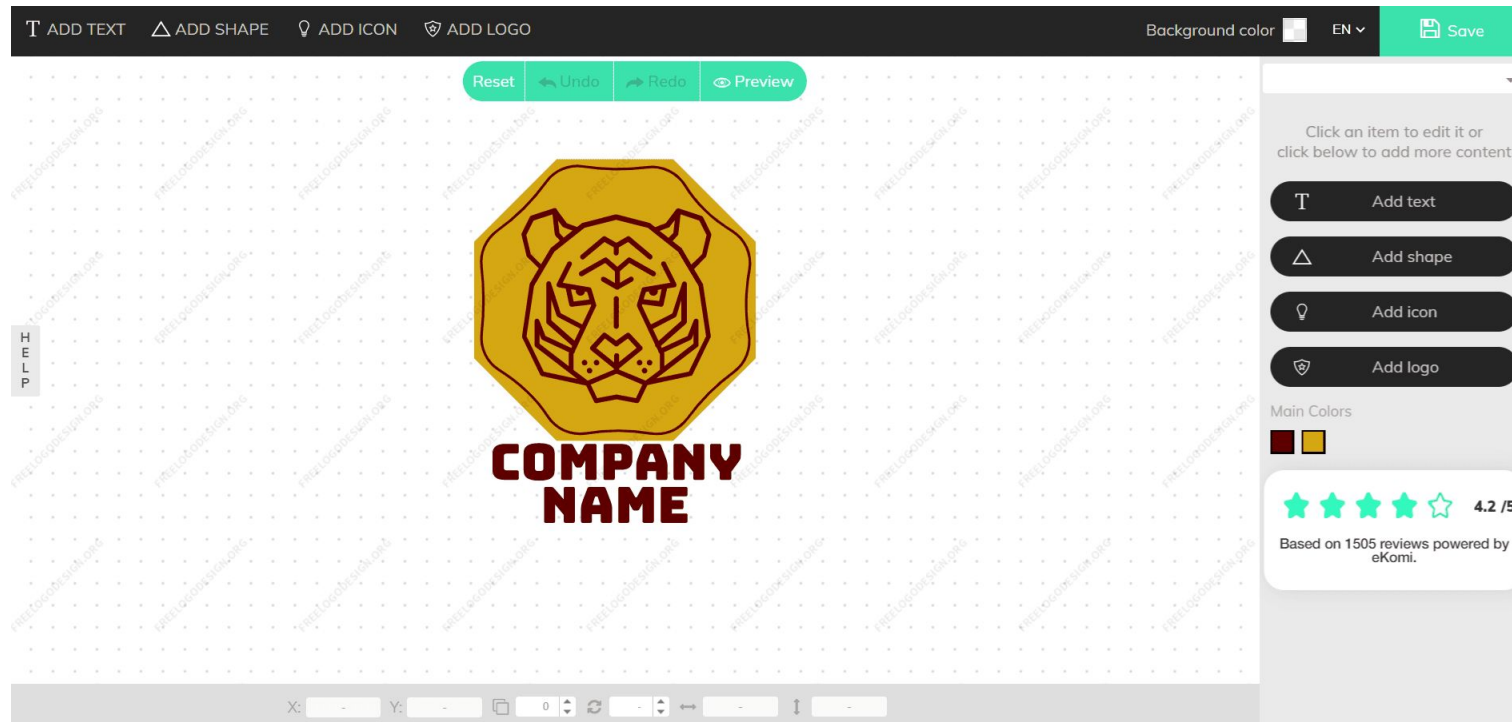 T ADD TEXT
ADD SHAPE
ADD ICON
ADD LOGO
Background color
EN
Save
Reset
Undo
Redo
Preview
Click an item to edit it or
click below to add more content
T Add text
Add shape
Add icon
Add logo
Main Colors
4.2 /5
Based on 1505 reviews powered by
eKomi.
H
E
L
P
COMPANY
NAME
FREELOGODESIGN.ORG
X: -
Y: -
0
-
-
-